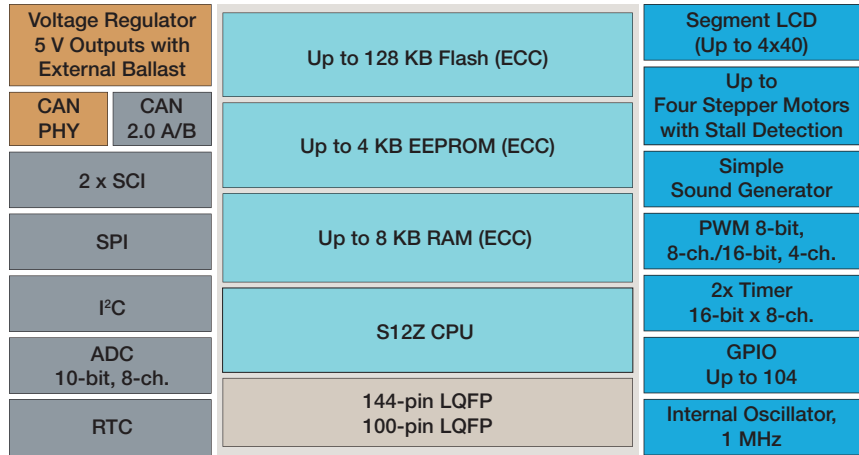 Voltage Regulator
5 V Outputs with
External Ballast
CAN
PHY
CAN
2.0 A/B
2 x SCI
SPI
I²C
ADC
10-bit, 8-ch.
RTC
Up to 128 KB Flash (ECC)
Up to 4 KB EEPROM (ECC)
Up to 8 KB RAM (ECC)
S12Z CPU
144-pin LQFP
100-pin LQFP
Segment LCD
(Up to 4x40)
Up to
Four Stepper Motors
with Stall Detection
Simple
Sound Generator
PWM 8-bit,
8-ch./16-bit, 4-ch.
2x Timer
16-bit x 8-ch.
GPIO
Up to 104
Internal Oscillator,
1 MHz